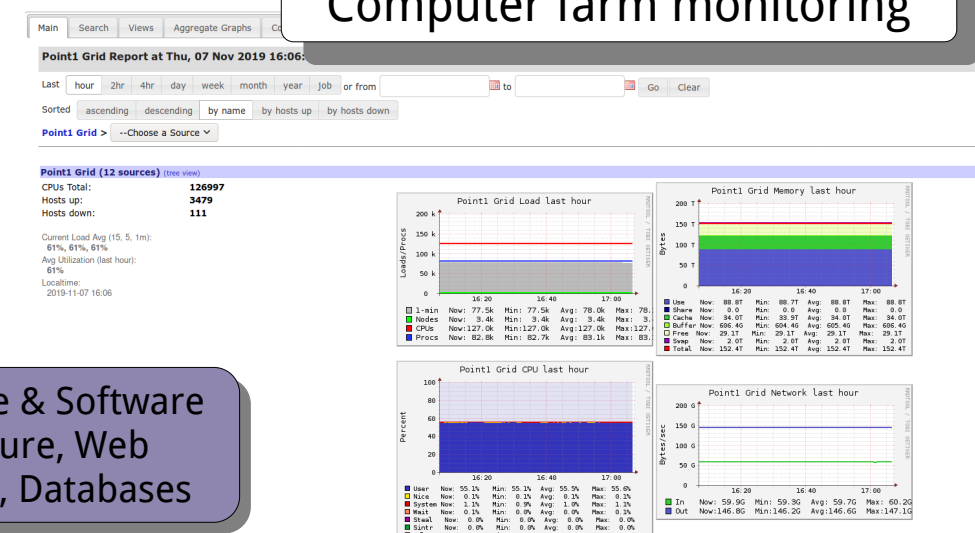 Computer farm monitoring
Main Search Views Aggregate Graphs
Point1 Grid Report at Thu, 07 Nov 2019 16:06:
Last hour 2hr 4hr day week month year job or from to Go Clear
Sorted ascending descending by name by hosts up by hosts down
Point1 Grid > --Choose a Source
Point1 Grid (12 sources) (tree view)
CPUs Total: 126997
Hosts up: 3479
Hosts down: 111
Current Load Avg (15, 5, 1m):
61%, 61%, 61%
Avg Utilization (last hour):
61%
Localtime:
2019-11-07 16:06
Point1 Grid Load last hour
RRDTOOL / TOBI OETIKER
Loads/Procs
200 k
150 k
100 k
50 k
0
16:20 16:40 17:00
1-min Now: 77.5k Min: 77.5k Avg: 78.0k Max: 78.
Nodes Now: 3.4k Min: 3.4k Avg: 3.4k Max: 3.
CPUs Now:127.0k Min:127.0k Avg:127.0k Max:127.
Procs Now: 82.8k Min: 82.7k Avg: 83.1k Max: 83.
Point1 Grid Memory last hour
RRDTOOL / TOBI OETIKER
Bytes
200 T
150 T
100 T
50 T
0
16:20 16:40 17:00
Use Now: 88.8T Min: 88.7T Avg: 88.8T Max: 88.8T
Share Now: 0.0 Min: 0.0 Avg: 0.0 Max: 0.0
Cache Now: 34.0T Min: 33.9T Avg: 34.0T Max: 34.0T
Buffer Now: 606.4G Min: 604.4G Avg: 605.4G Max: 606.4G
Free Now: 29.1T Min: 29.1T Avg: 29.1T Max: 29.1T
Swap Now: 2.0T Min: 2.0T Avg: 2.0T Max: 2.0T
Total Now: 152.4T Min: 152.4T Avg: 152.4T Max: 152.4T
e & Software
ure, Web
, Databases
Point1 Grid CPU last hour
RRDTOOL / TOBI OETIKER
Percent
100
80
60
40
20
0
16:20 16:40 17:00
User Now: 55.1% Min: 55.1% Avg: 55.5% Max: 55.6%
Nice Now: 0.1% Min: 0.1% Avg: 0.1% Max: 0.1%
System Now: 1.1% Min: 0.9% Avg: 1.0% Max: 1.1%
Wait Now: 0.1% Min: 0.0% Avg: 0.0% Max: 0.1%
Steal Now: 0.0% Min: 0.0% Avg: 0.0% Max: 0.0%
Sintr Now: 0.0% Min: 0.0% Avg: 0.0% Max: 0.0%
Point1 Grid Network last hour
RRDTOOL / TOBI OETIKER
Bytes/sec
200 G
150 G
100 G
50 G
0
16:20 16:40 17:00
In Now: 59.9G Min: 59.3G Avg: 59.7G Max: 60.2G
Out Now:146.8G Min:146.2G Avg:146.6G Max:147.1G